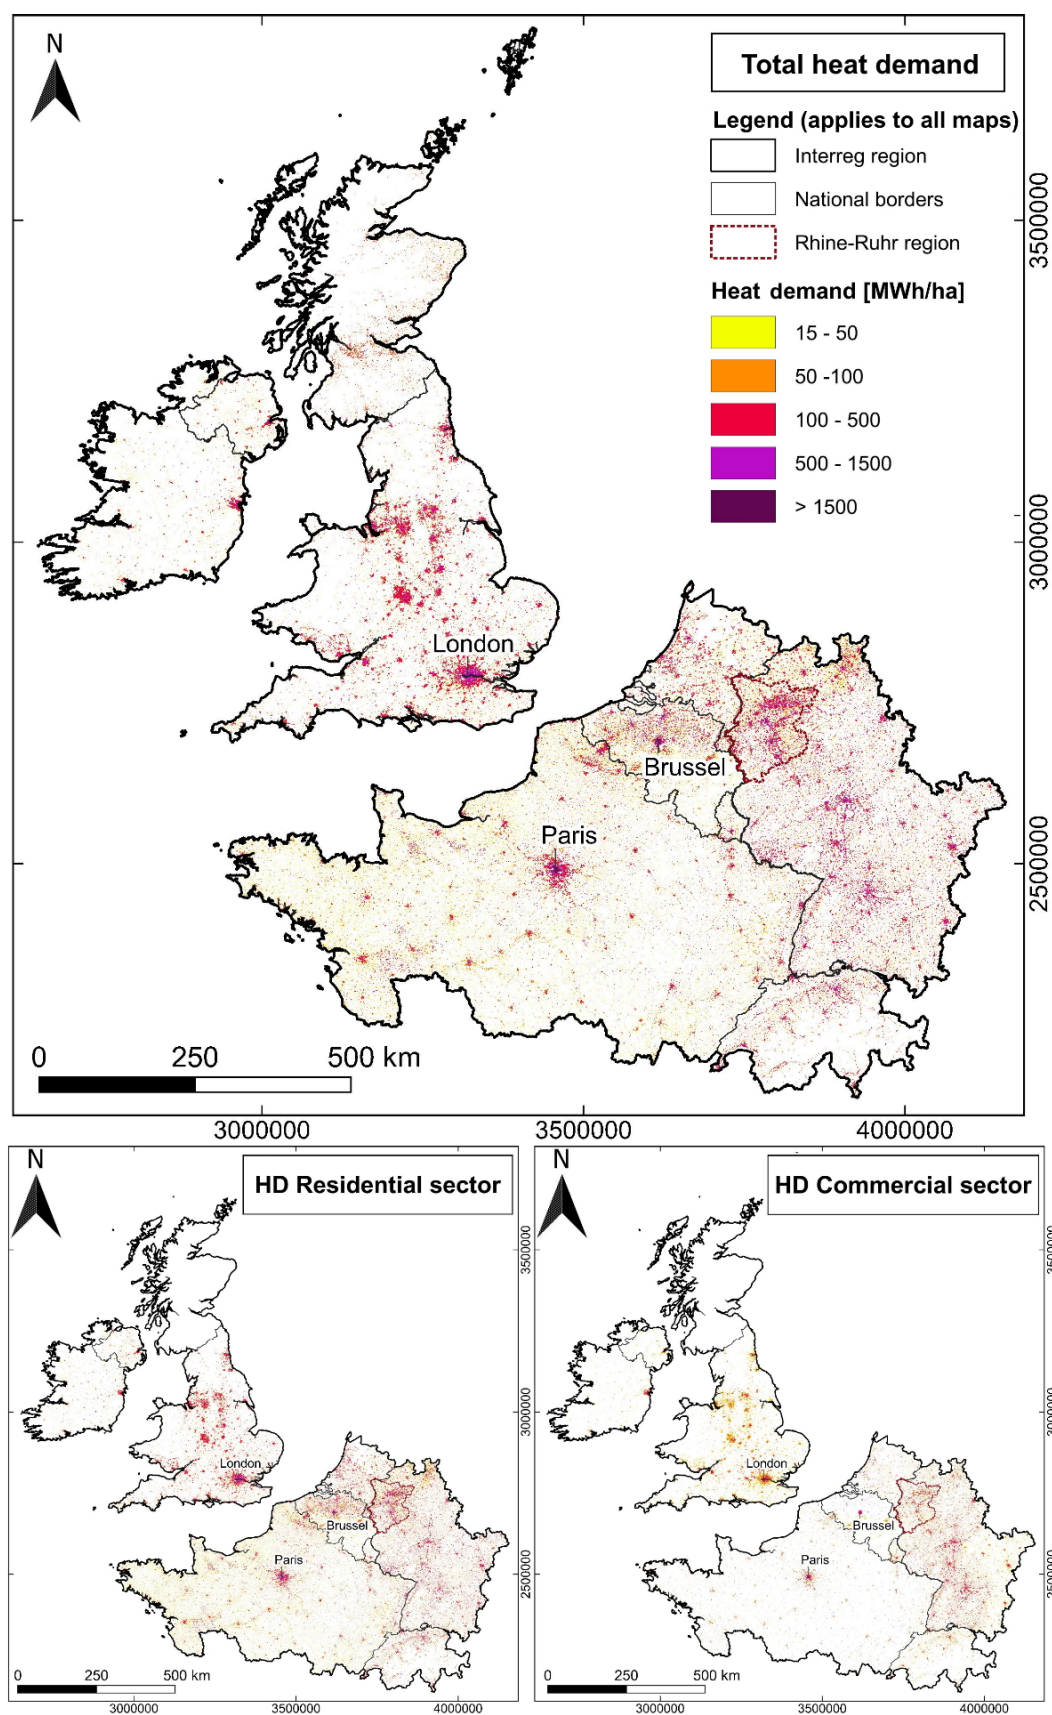 N
Total heat demand
Legend (applies to all maps)
Interreg region
National borders
Rhine-Ruhr region
Heat demand [MWh/ha]
15 - 50
50 -100
100 - 500
500 - 1500
> 1500
3500000
3000000
2500000
London
Brussel
Paris
0 250 500 km
3000000 3500000 4000000
N
HD Residential sector
3500000
3000000
2500000
London
Brussel
Paris
0 250 500 km
3000000 3500000 4000000
N
HD Commercial sector
3500000
3000000
2500000
London
Brussel
Paris
0 250 500 km
3000000 3500000 4000000